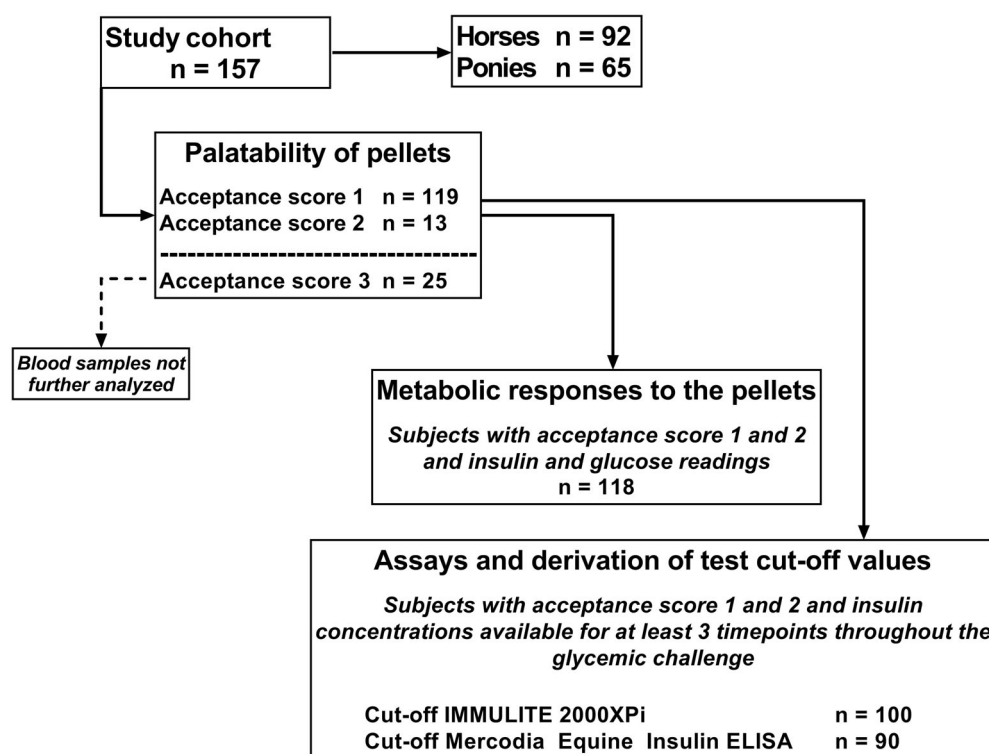 Study cohort
n = 157
Horses n = 92
Ponies n = 65
Palatability of pellets
Acceptance score 1 n = 119
Acceptance score 2 n = 13
Acceptance score 3 n = 25
Blood samples not
further analyzed
Metabolic responses to the pellets
Subjects with acceptance score 1 and 2
and insulin and glucose readings
n = 118
Assays and derivation of test cut-off values
Subjects with acceptance score 1 and 2 and insulin
concentrations available for at least 3 timepoints throughout the
glycemic challenge
Cut-off IMMULITE 2000XPi n = 100
Cut-off Mercodia Equine Insulin ELISA n = 90